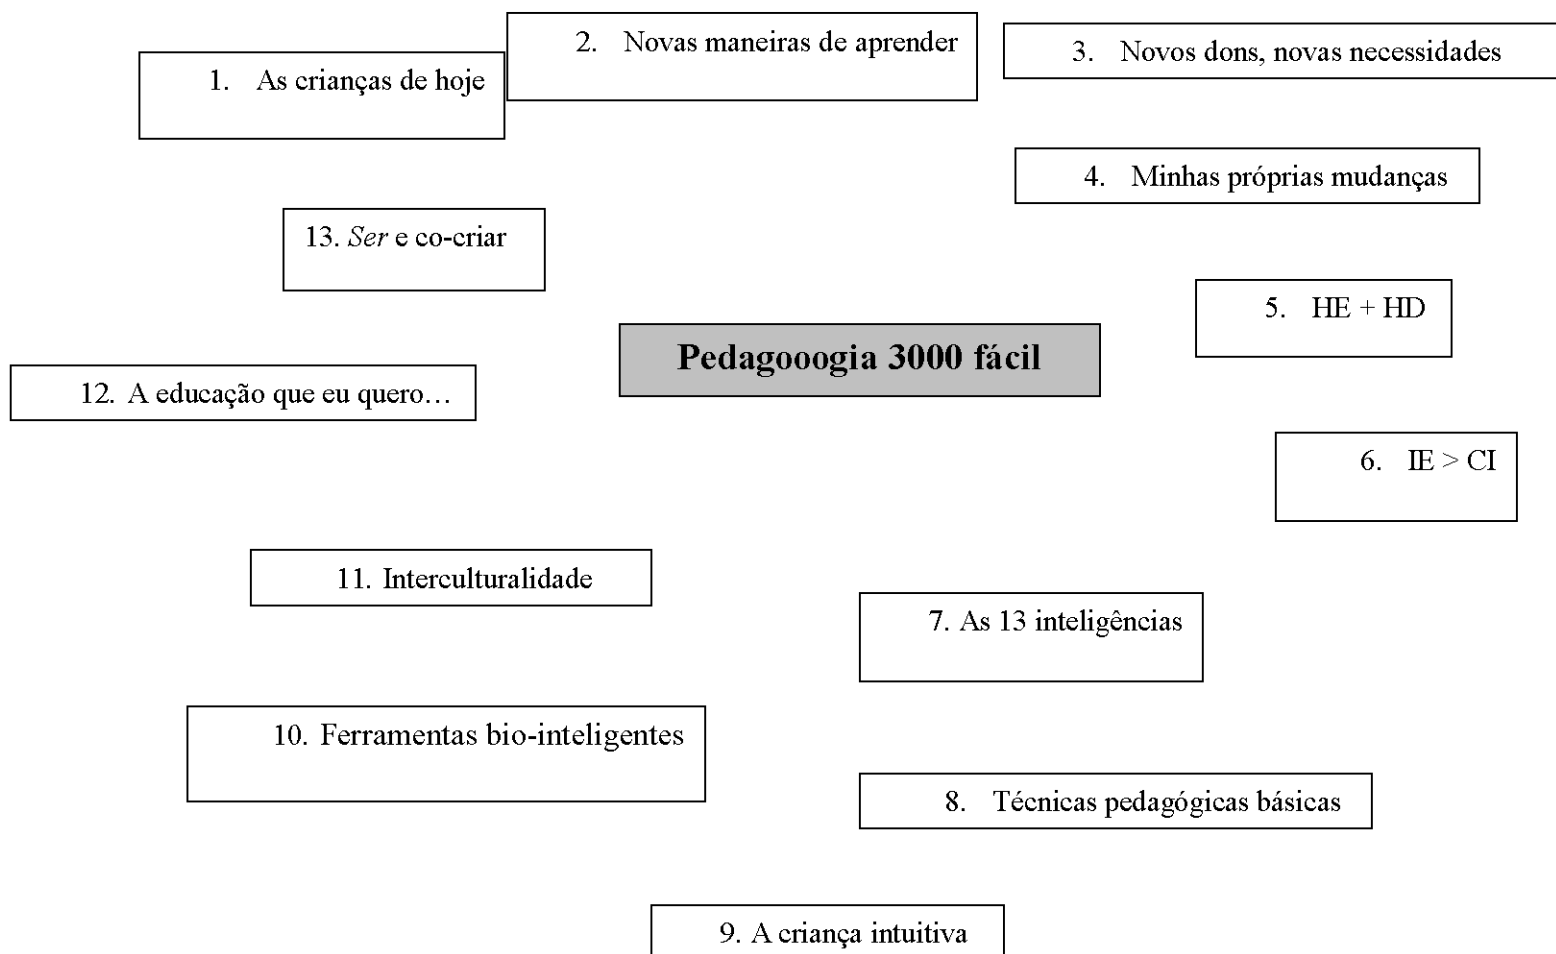 1. As crianças de hoje
2. Novas maneiras de aprender
3. Novos dons, novas necessidades
4. Minhas próprias mudanças
13. Ser e co-criar
5. HE + HD
Pedagooogia 3000 fácil
12. A educação que eu quero…
6. IE > CI
11. Interculturalidade
7. As 13 inteligências
10. Ferramentas bio-inteligentes
8. Técnicas pedagógicas básicas
9. A criança intuitiva